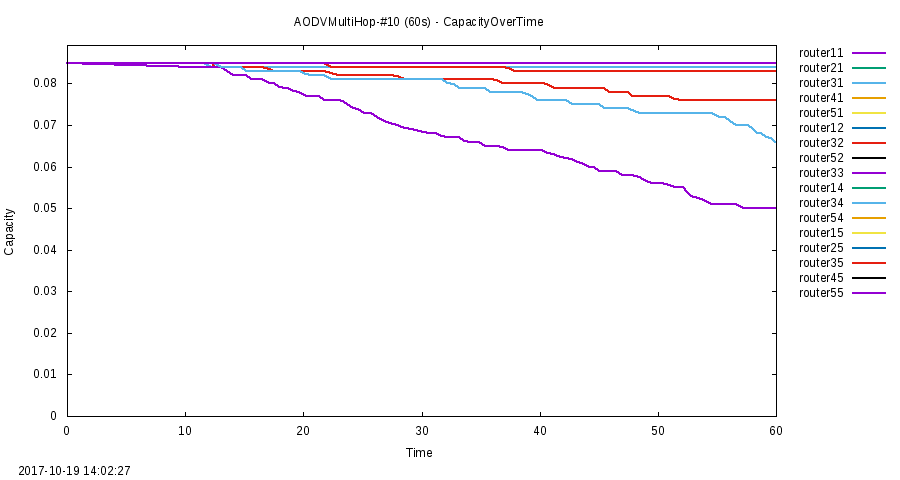 AODVMultiHop-#10 (60s) - CapacityOverTime
router11
router21
router31
router41
router51
router12
router32
router52
router33
router14
router34
router54
router15
router25
router35
router45
router55
0.08
0.07
0.06
0.05
0.04
0.03
0.02
0.01
0
Capacity
0 10 20 30 40 50 60
Time
2017-10-19 14:02:27